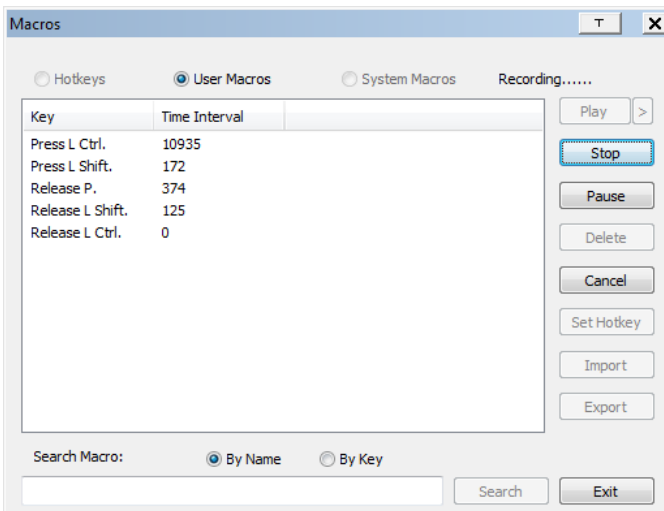 Macros T X
Hotkeys User Macros System Macros Recording......
Key Time Interval Play >
Press L Ctrl. 10935
Press L Shift. 172 Stop
Release P. 374
Release L Shift. 125 Pause
Release L Ctrl. 0
Delete
Cancel
Set Hotkey
Import
Export
Search Macro: By Name By Key
Search Exit